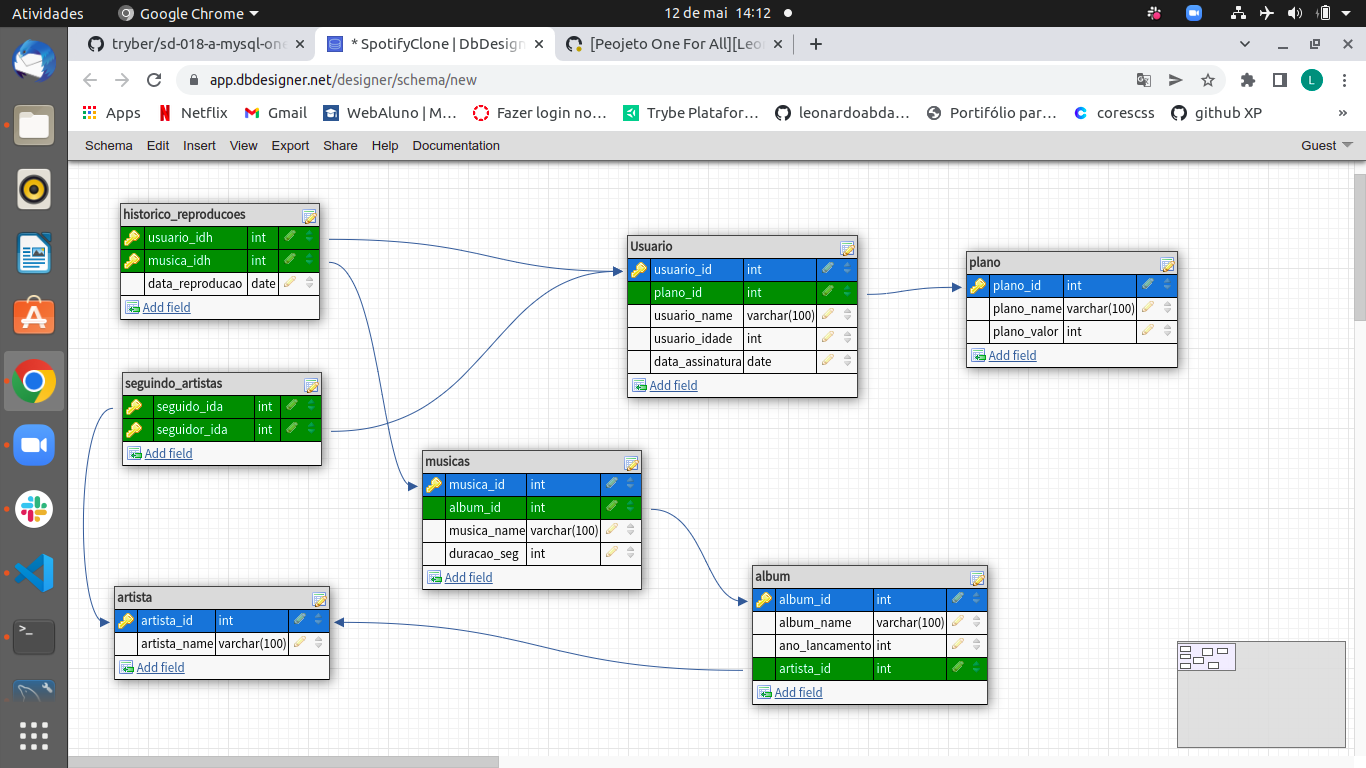 Atividades
Google Chrome
12 de mai 14:12
tryber/sd-018-a-mysql-one
* SpotifyClone | DbDesign
[Peojeto One For All][Leo
app.dbdesigner.net/designer/schema/new
L
Apps
Netflix
Gmail
WebAluno | M…
Fazer login no…
Trybe Platafor…
leonardoabda…
Portifólio par…
corescss
github XP
»
Schema Edit Insert View Export Share Help Documentation
Guest
historico_reproducoes
usuario_idh int
musica_idh int
data_reproducao date
Add field
Usuario
usuario_id int
plano_id int
usuario_name varchar(100)
usuario_idade int
data_assinatura date
Add field
plano
plano_id int
plano_name varchar(100)
plano_valor int
Add field
seguindo_artistas
seguido_ida int
seguidor_ida int
Add field
musicas
musica_id int
album_id int
musica_name varchar(100)
duracao_seg int
Add field
artista
artista_id int
artista_name varchar(100)
Add field
album
album_id int
album_name varchar(100)
ano_lancamento int
artista_id int
Add field